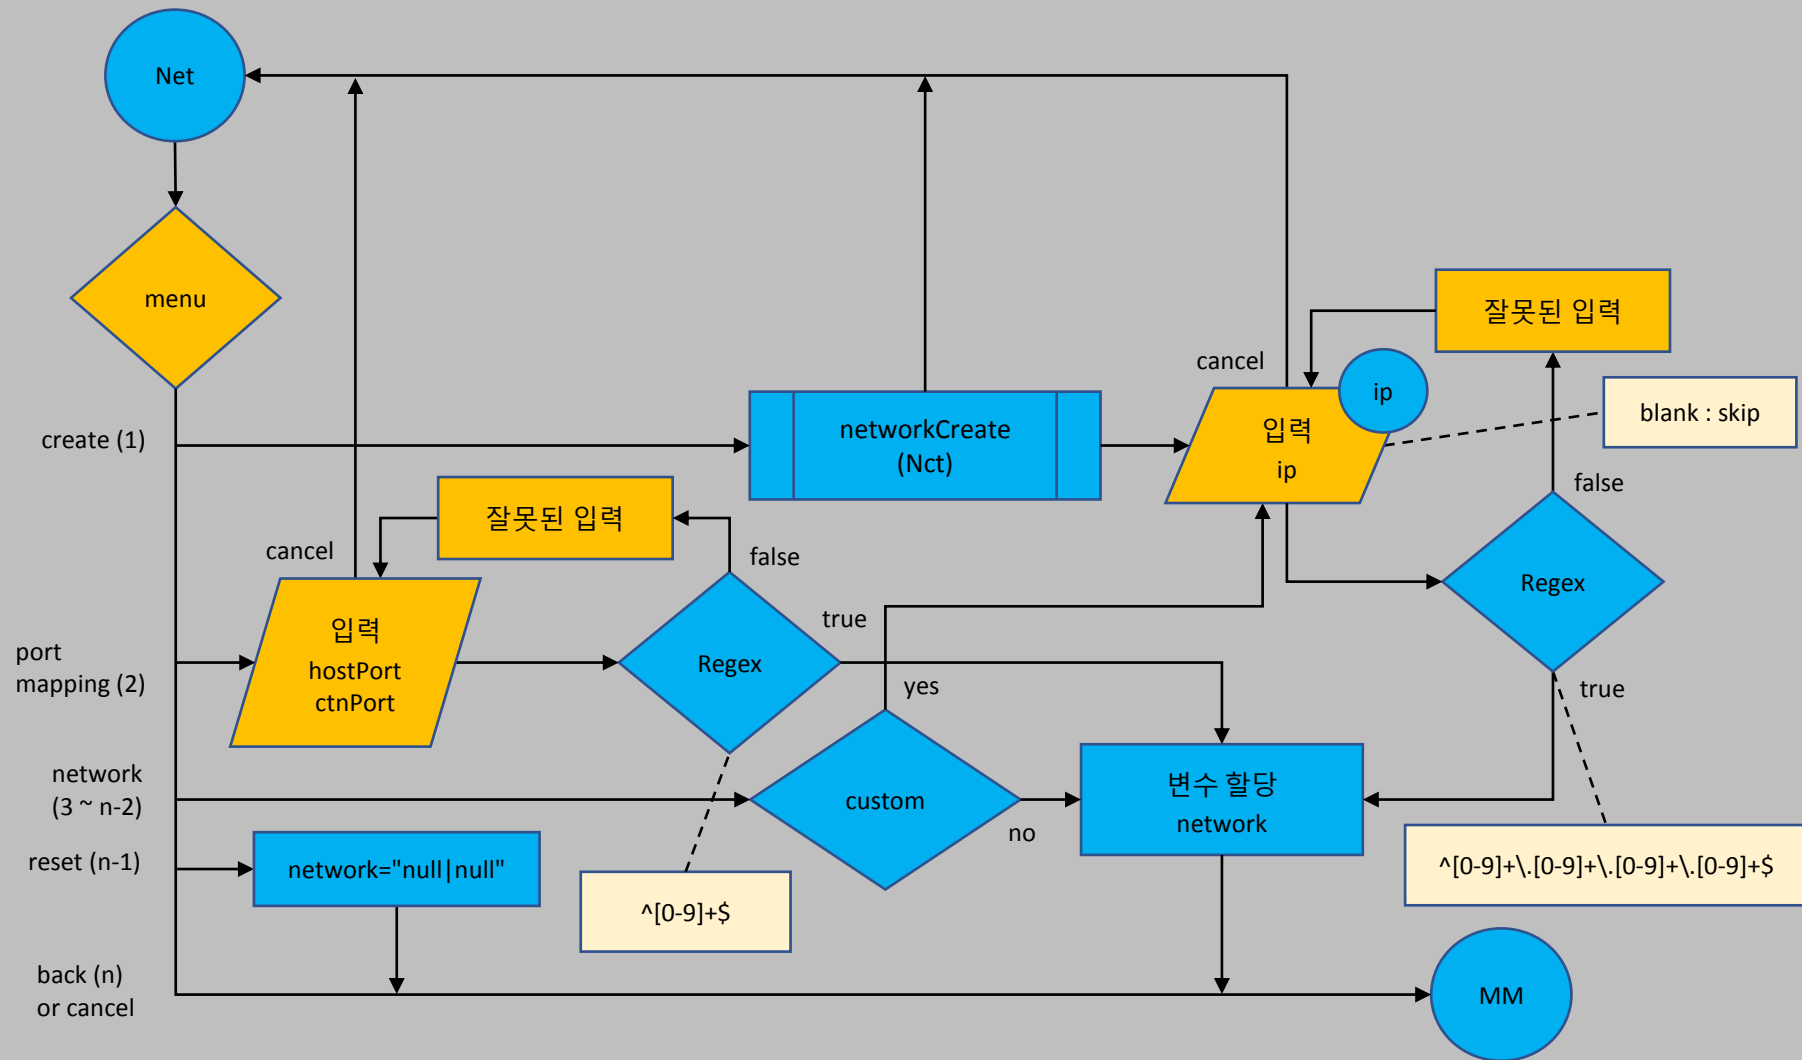 Net
menu
잘못된 입력
cancel
ip
blank : skip
create (1)
networkCreate
(Nct)
입력
ip
false
잘못된 입력
cancel
false
Regex
입력
hostPort
ctnPort
true
port
mapping (2)
Regex
yes
true
network
(3 ~ n-2)
custom
no
변수 할당
network
reset (n-1)
network="null|null"
^[0-9]+$
^[0-9]+\.[0-9]+\.[0-9]+\.[0-9]+$
back (n)
or cancel
MM